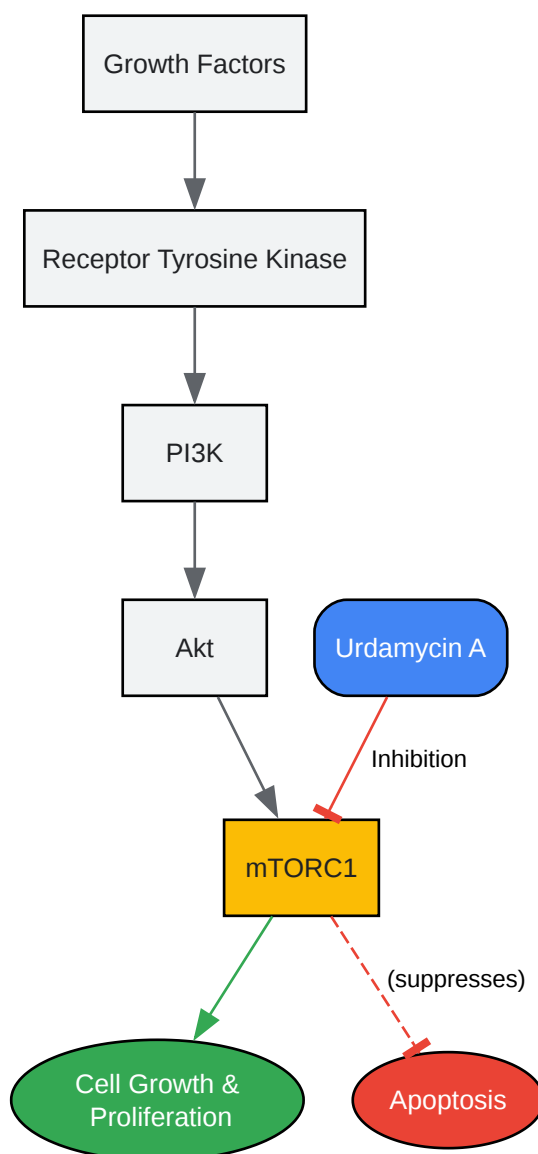 Growth Factors
Receptor Tyrosine Kinase
PI3K
Akt
Urdamycin A
Inhibition
mTORC1
(suppresses)
Cell Growth &
Proliferation
Apoptosis